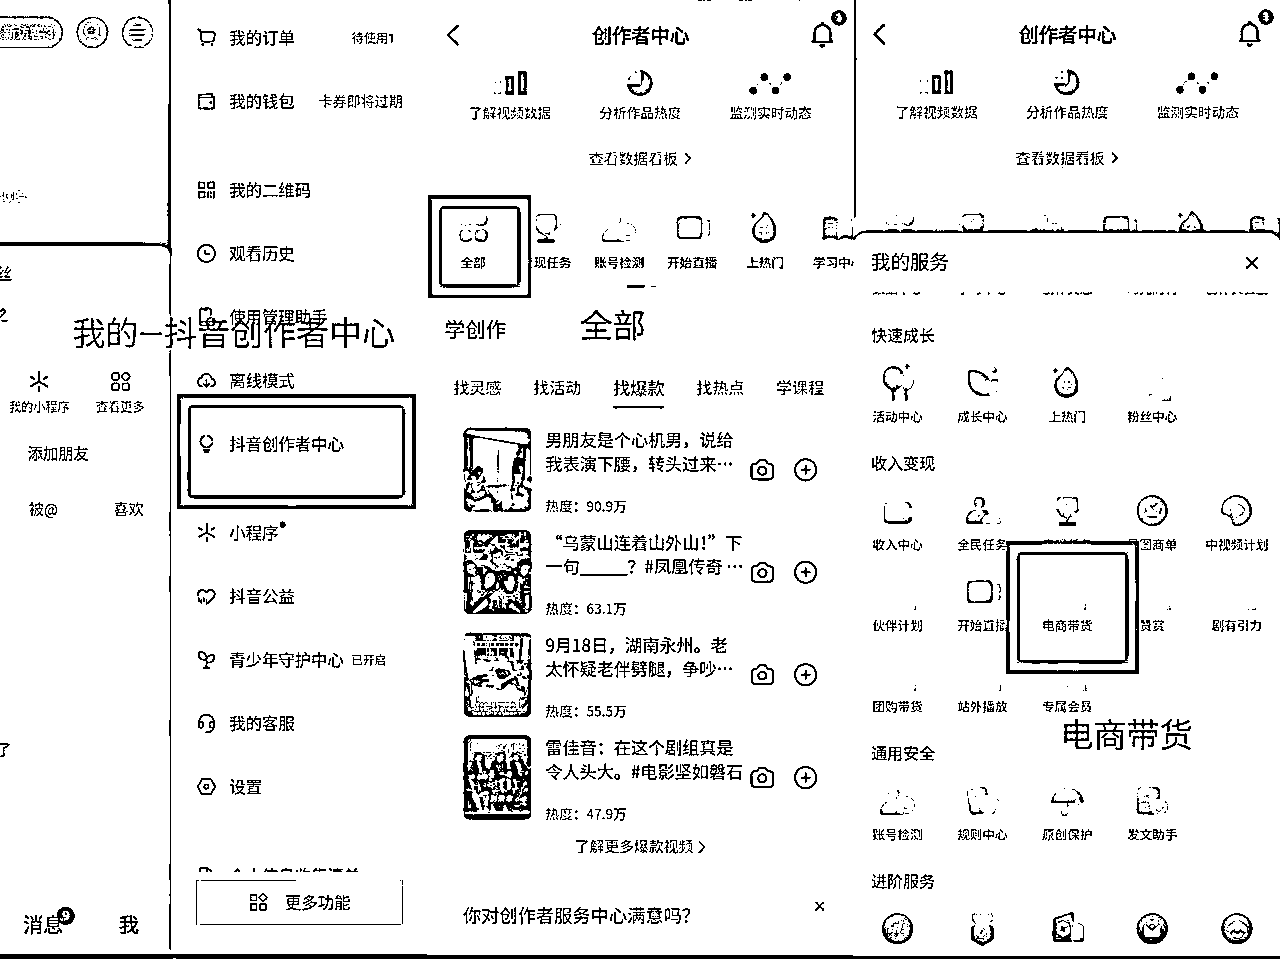 我的小程序
查看更多
添加朋友
被@
喜欢
消息
9
我
我的订单
待使用1
我的钱包
卡券即将过期
我的二维码
观看历史
使用管理助手
我的—抖音创作者中心
离线模式
抖音创作者中心
小程序
抖音公益
青少年守护中心
已开启
我的客服
设置
更多功能
创作者中心
了解视频数据
分析作品热度
监测实时动态
查看数据看板 >
全部
现任务
账号检测
开始直播
上热门
学习中
学创作
全部
找灵感
找活动
找爆款
找热点
学课程
男朋友是个心机男，说给
我表演下腰，转头过来…
热度：90.9万
“乌蒙山连着山外山！”下
一句_____？#凤凰传奇 …
热度：63.1万
9月18日，湖南永州。老
太怀疑老伴劈腿，争吵…
热度：55.5万
雷佳音：在这个剧组真是
令人头大。#电影坚如磐石
热度：47.9万
了解更多爆款视频 >
你对创作者服务中心满意吗？
×
创作者中心
了解视频数据
分析作品热度
监测实时动态
查看数据看板 >
我的服务
×
快速成长
活动中心
成长中心
上热门
粉丝中心
收入变现
收入中心
全民任务
图商单
中视频计划
伙伴计划
开始直播
电商带货
赞赏
剧有引力
团购带货
站外播放
专属会员
电商带货
通用安全
账号检测
规则中心
原创保护
发文助手
进阶服务